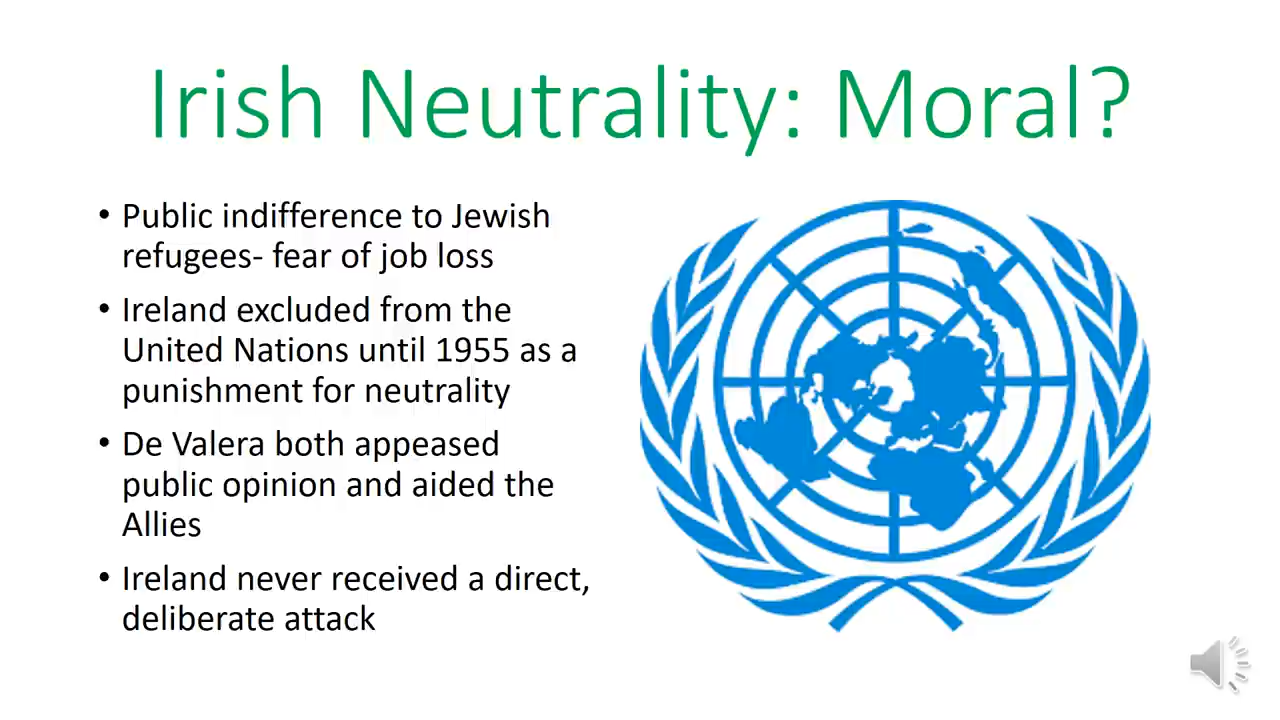 Irish Neutrality: Moral?
• Public indifference to Jewish
refugees- fear of job loss
• Ireland excluded from the
United Nations until 1955 as a
punishment for neutrality
• De Valera both appeased
public opinion and aided the
Allies
• Ireland never received a direct,
deliberate attack